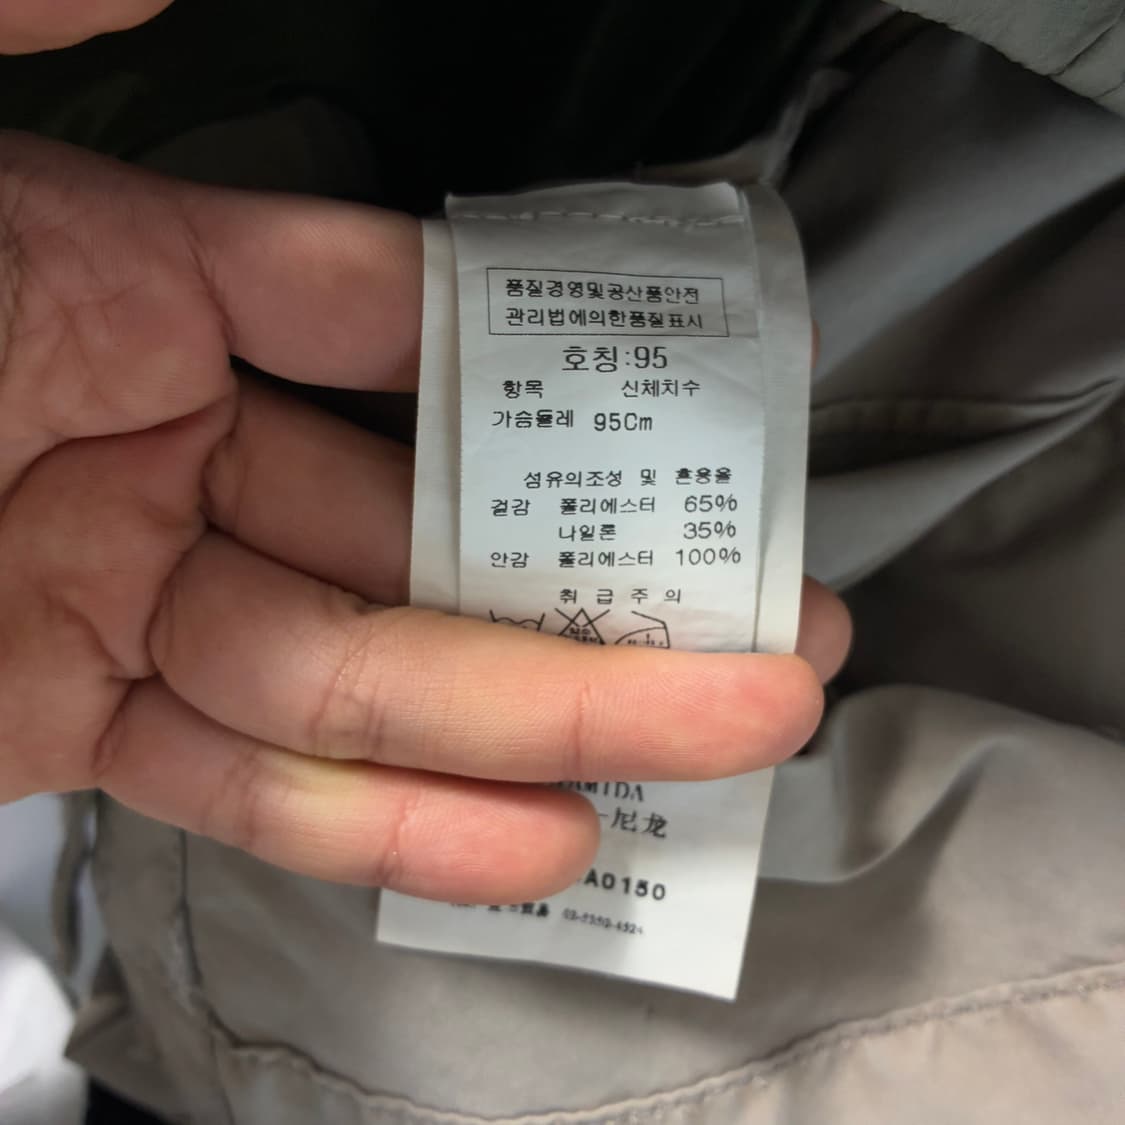 품질경영및공산품안전
관리법에의한품질표시
호칭:95
항목 신체치수
가슴둘레 95Cm
섬유의조성 및 혼용율
겉감 폴리에스터 65%
나일론 35%
안감 폴리에스터 100%
취급주의
尼龙
A0150